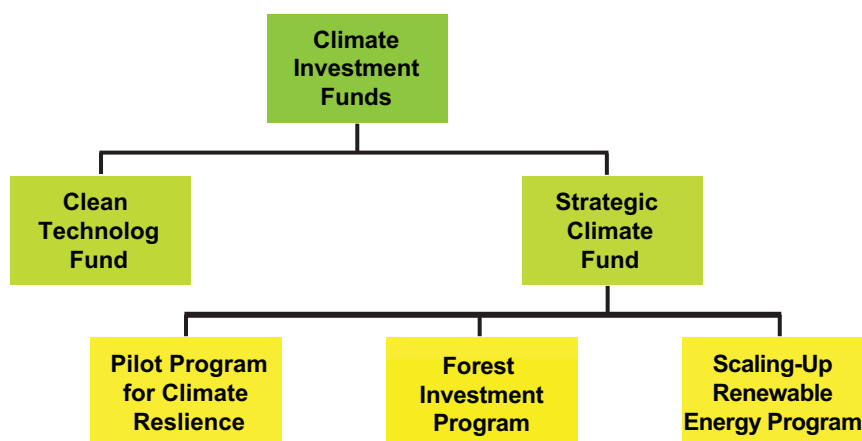 Climate
Investment
Funds
Clean
Technolog
Fund
Strategic
Climate
Fund
Pilot Program
for Climate
Reslience
Forest
Investment
Program
Scaling-Up
Renewable
Energy Program